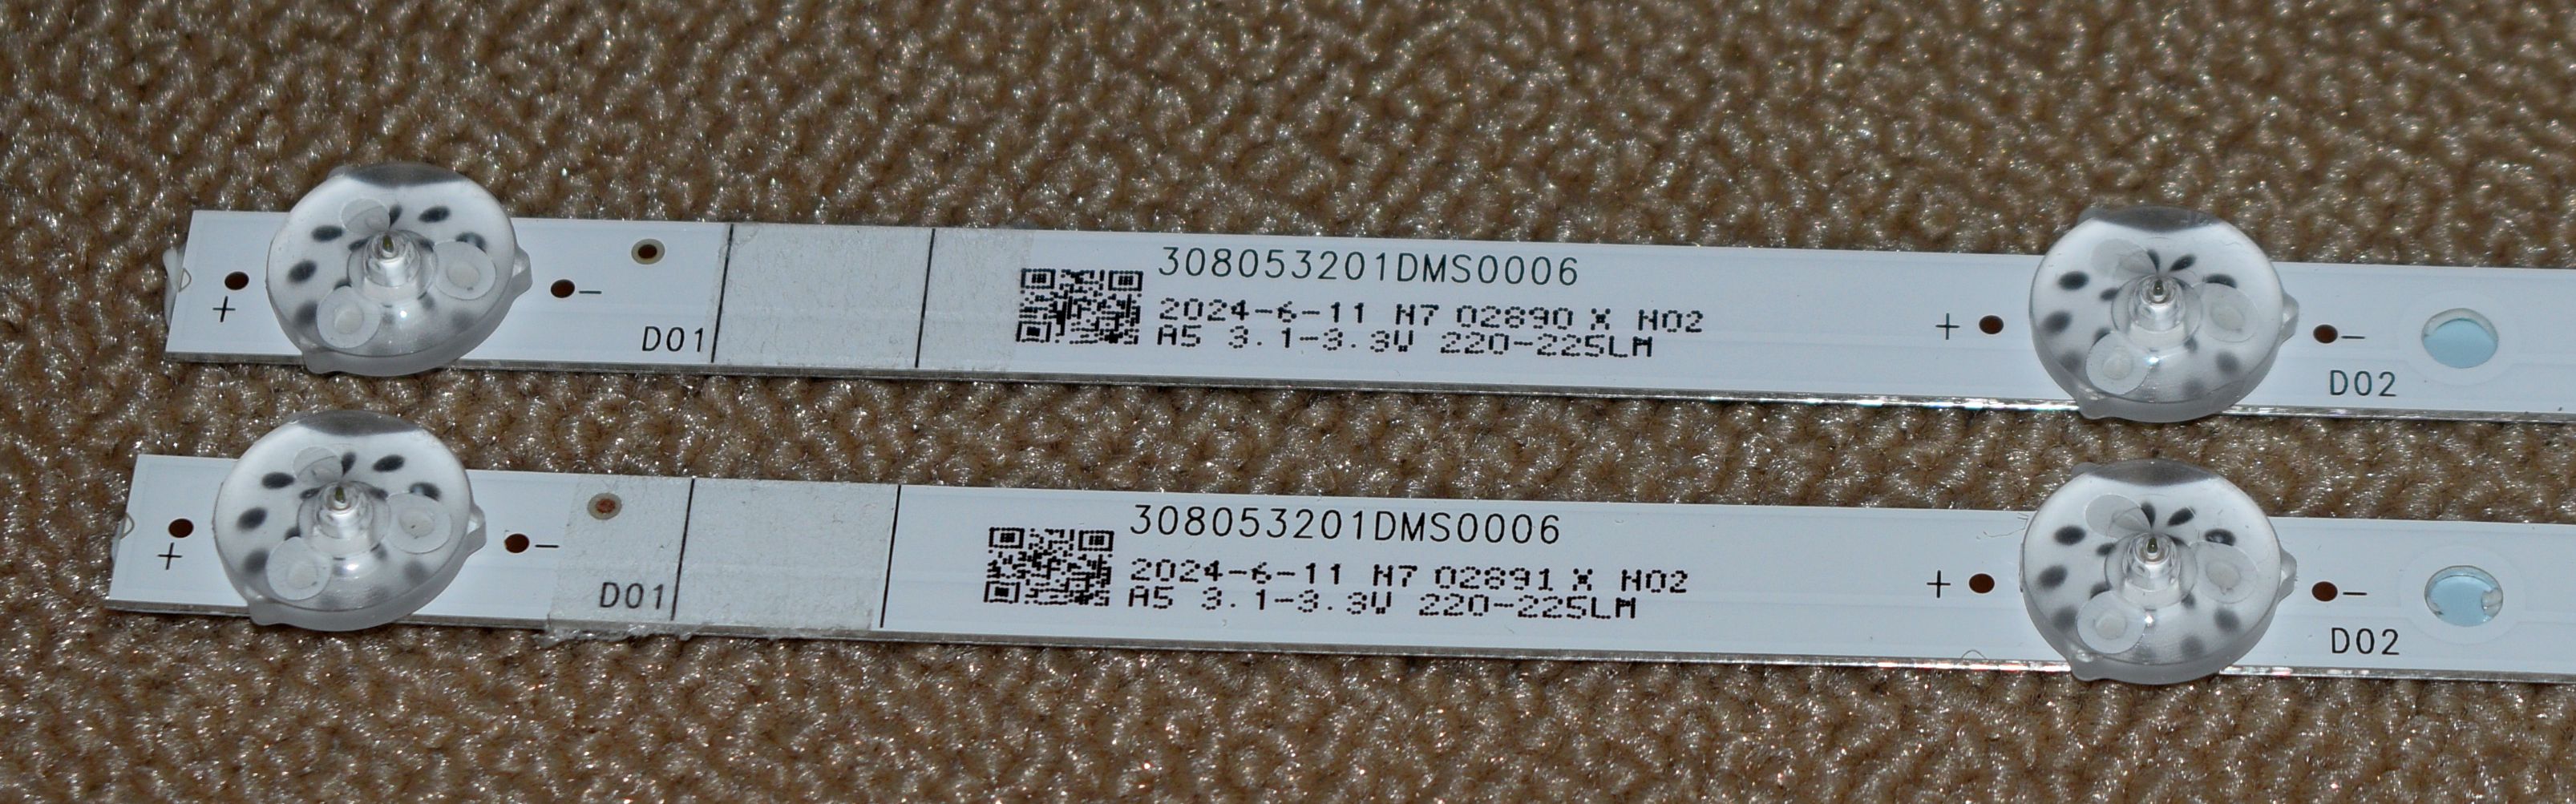 308053201DMS0006
2024-6-11 N7 02890 X N02
A5 3.1-3.3V 220-225LM
+ - D01
+ - D02
308053201DMS0006
2024-6-11 N7 02891 X N02
A5 3.1-3.3V 220-225LM
+ - D01
+ - D02